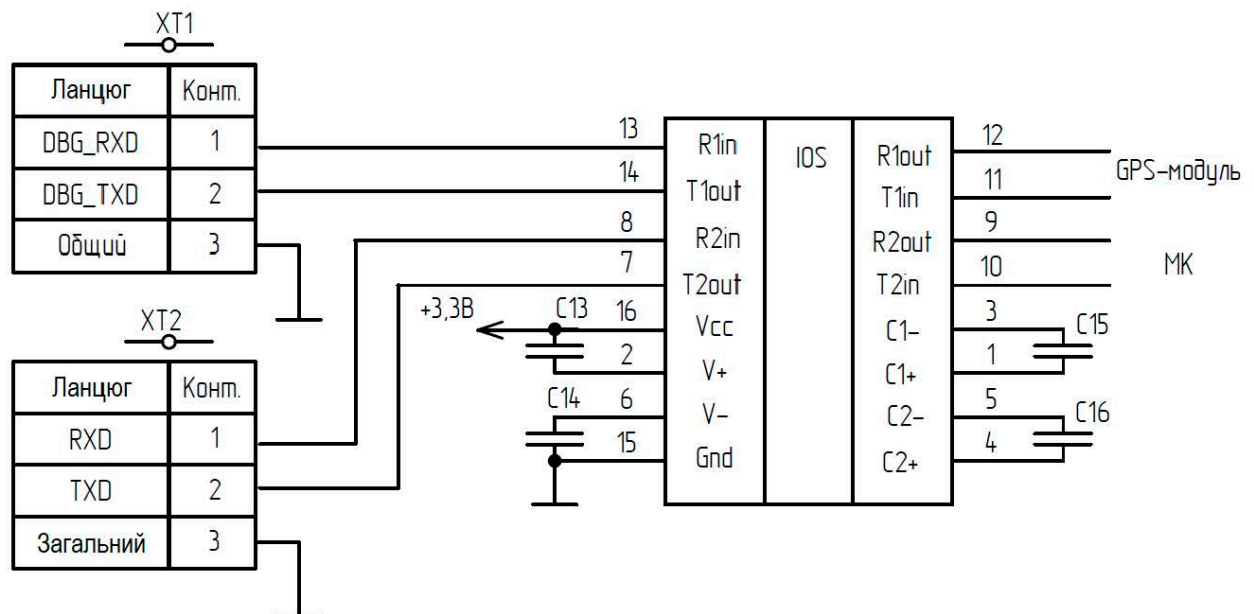 XT1
Ланцюг Конт.
DBG_RXD 1
DBG_TXD 2
Общий 3
XT2
Ланцюг Конт.
RXD 1
TXD 2
Загальний 3
+3,3В
C13
C14
13
14
8
7
16
2
6
15
R1in
T1out
R2in
T2out
Vcc
V+
V-
Gnd
IOS
R1out
T1in
R2out
T2in
C1-
C1+
C2-
C2+
12
11
9
10
3
1
5
4
GPS-модуль
МК
C15
C16